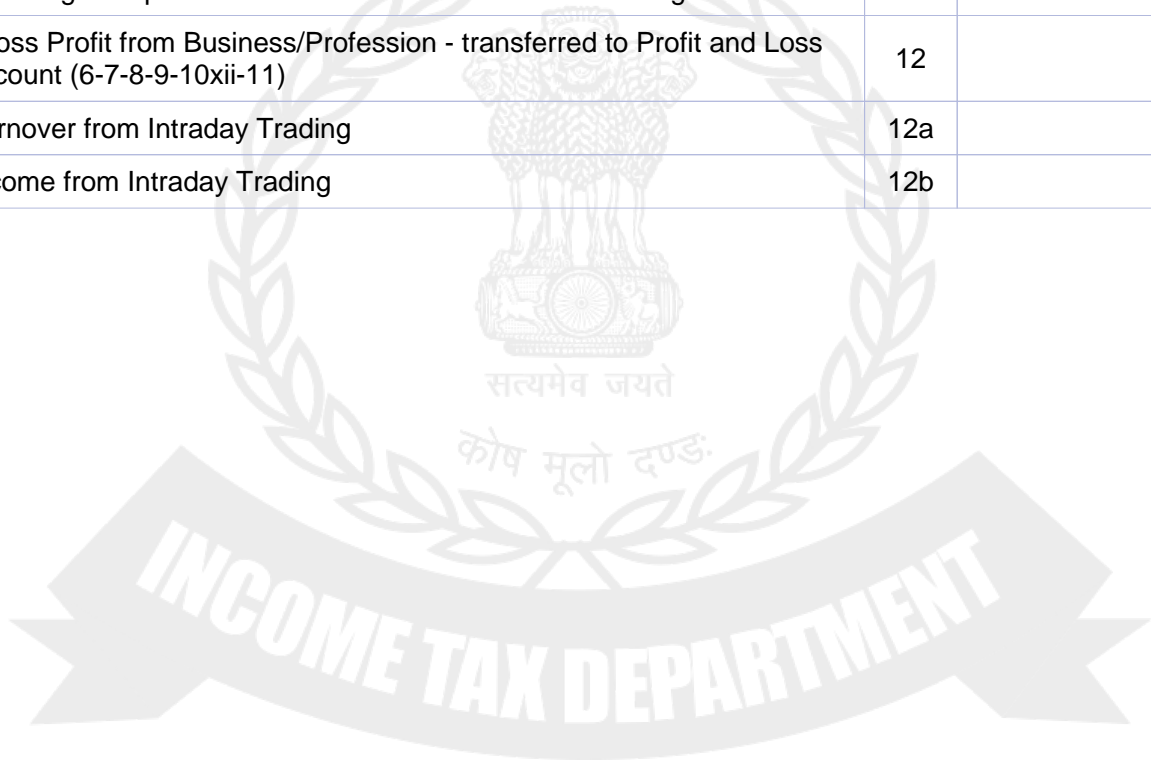 oss Profit from Business/Profession - transferred to Profit and Loss
count (6-7-8-9-10xii-11)
12
rnover from Intraday Trading
12a
come from Intraday Trading
12b
सत्यमेव जयते
कोष मूलो दण्डः
INCOME TAX DEPARTMENT